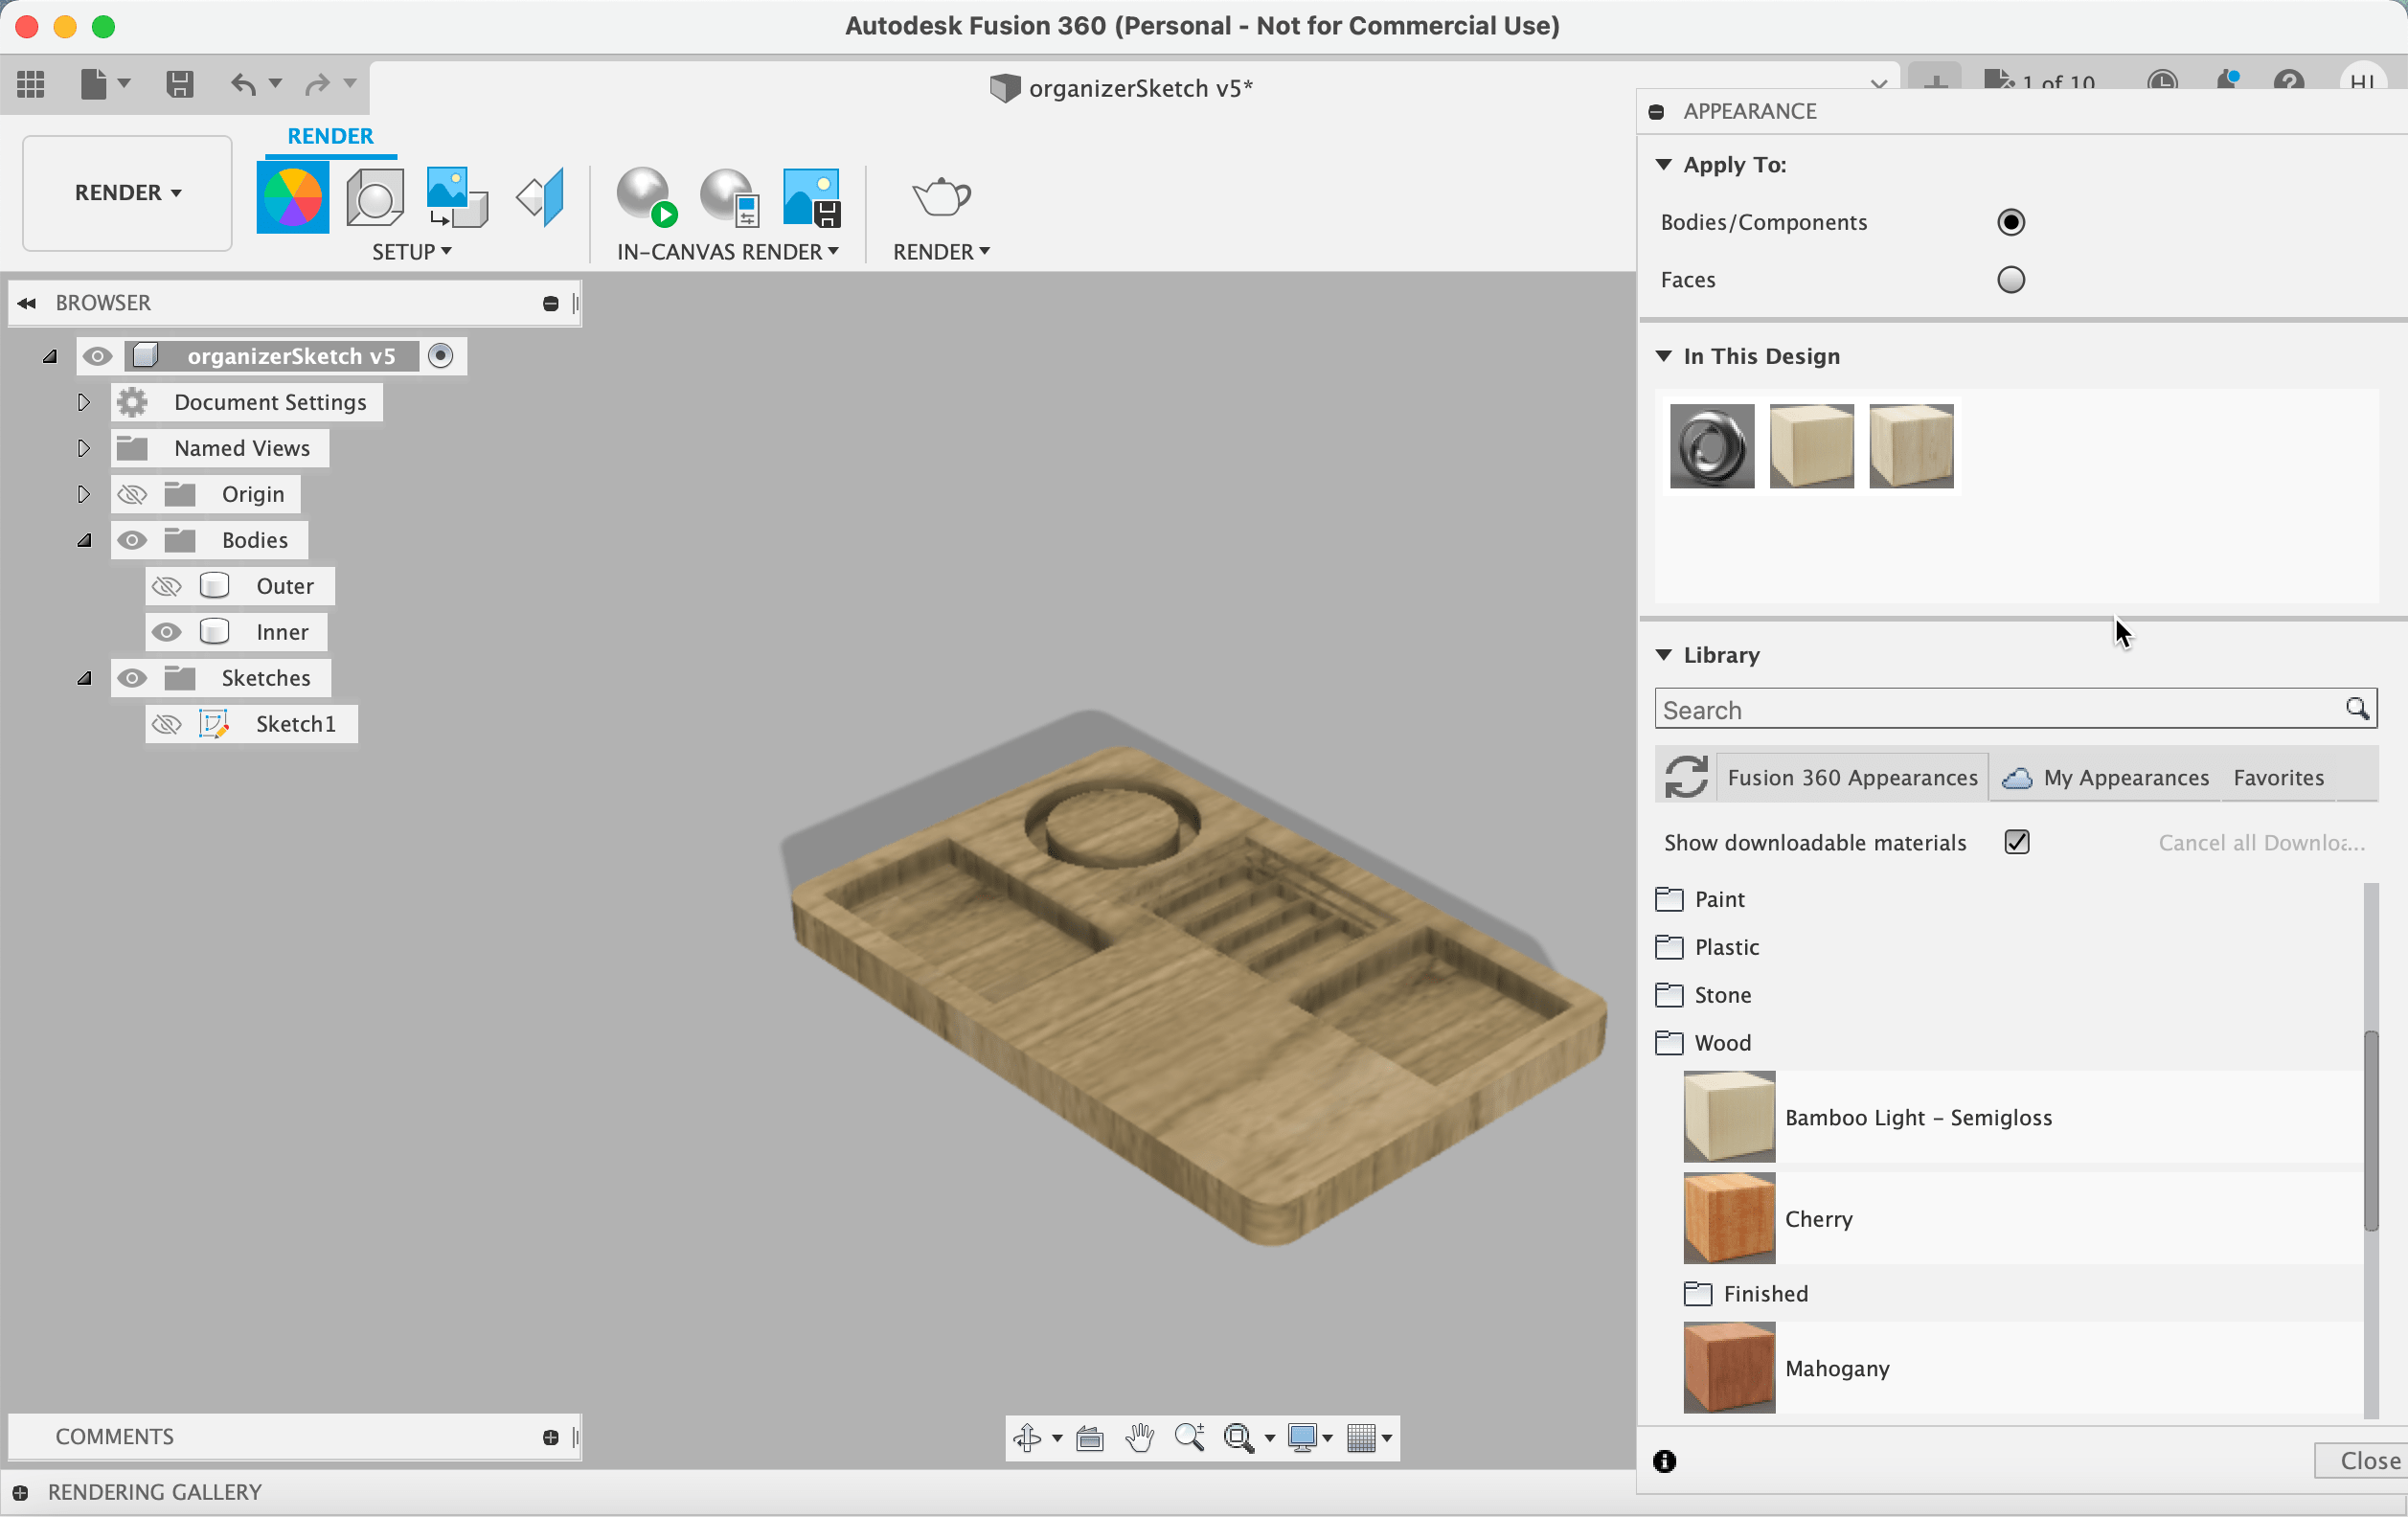 Autodesk Fusion 360 (Personal - Not for Commercial Use)
organizerSketch v5*
1 of 10
HI
RENDER
RENDER
SETUP
IN-CANVAS RENDER
RENDER
BROWSER
organizerSketch v5
Document Settings
Named Views
Origin
Bodies
Outer
Inner
Sketches
Sketch1
COMMENTS
RENDERING GALLERY
APPEARANCE
Apply To:
Bodies/Components
Faces
In This Design
Library
Search
Fusion 360 Appearances
My Appearances
Favorites
Show downloadable materials
Cancel all Downloa...
Paint
Plastic
Stone
Wood
Bamboo Light - Semigloss
Cherry
Finished
Mahogany
Close